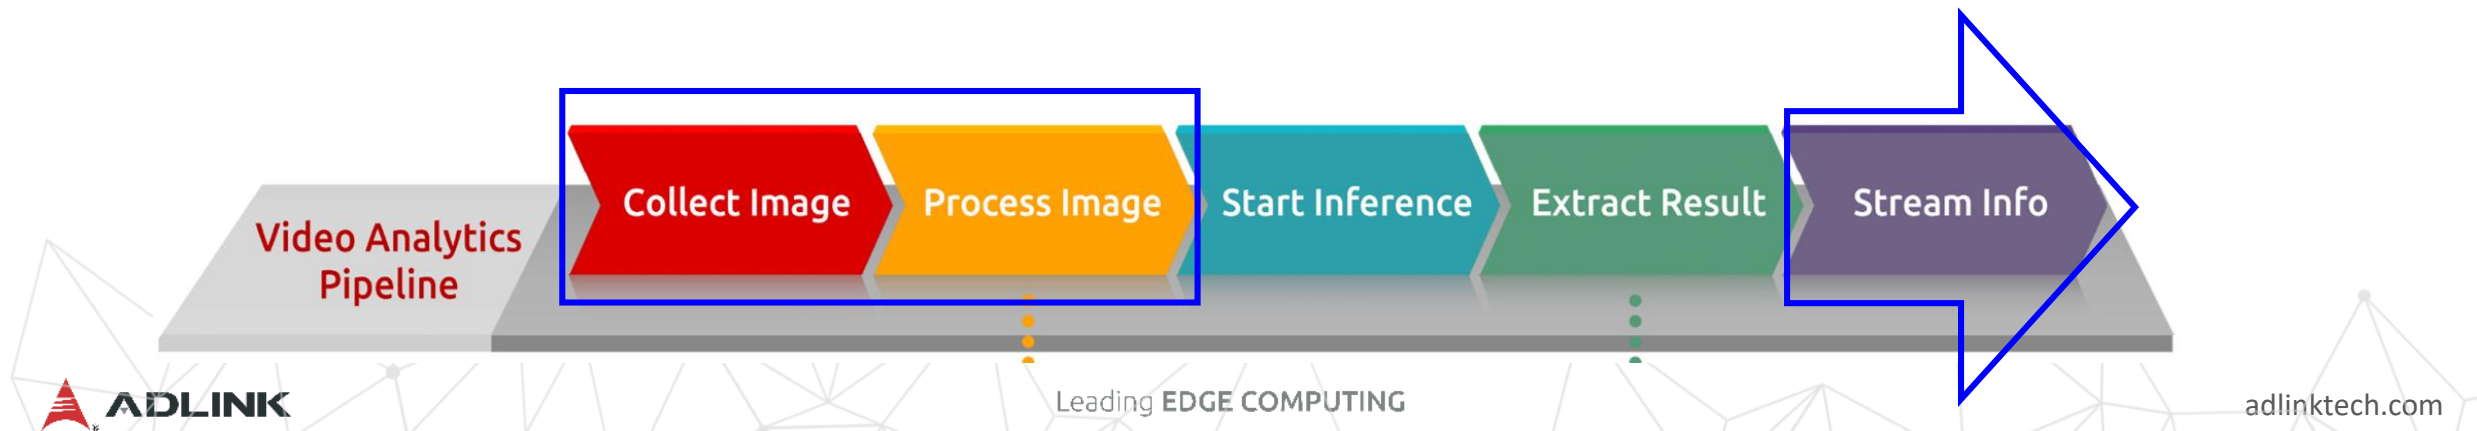 Video Analytics
Pipeline
Collect Image
Process Image
Start Inference
Extract Result
Stream Info
ADLINK
Leading EDGE COMPUTING
adlinktech.com